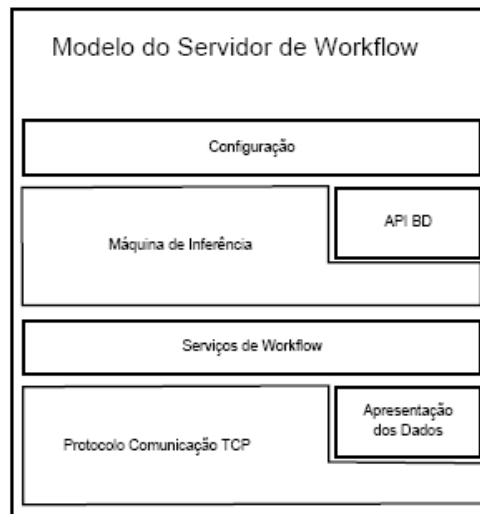 Modelo do Servidor de Workflow
Configuração
Máquina de Inferência
API BD
Serviços de Workflow
Protocolo Comunicação TCP
Apresentação
dos Dados